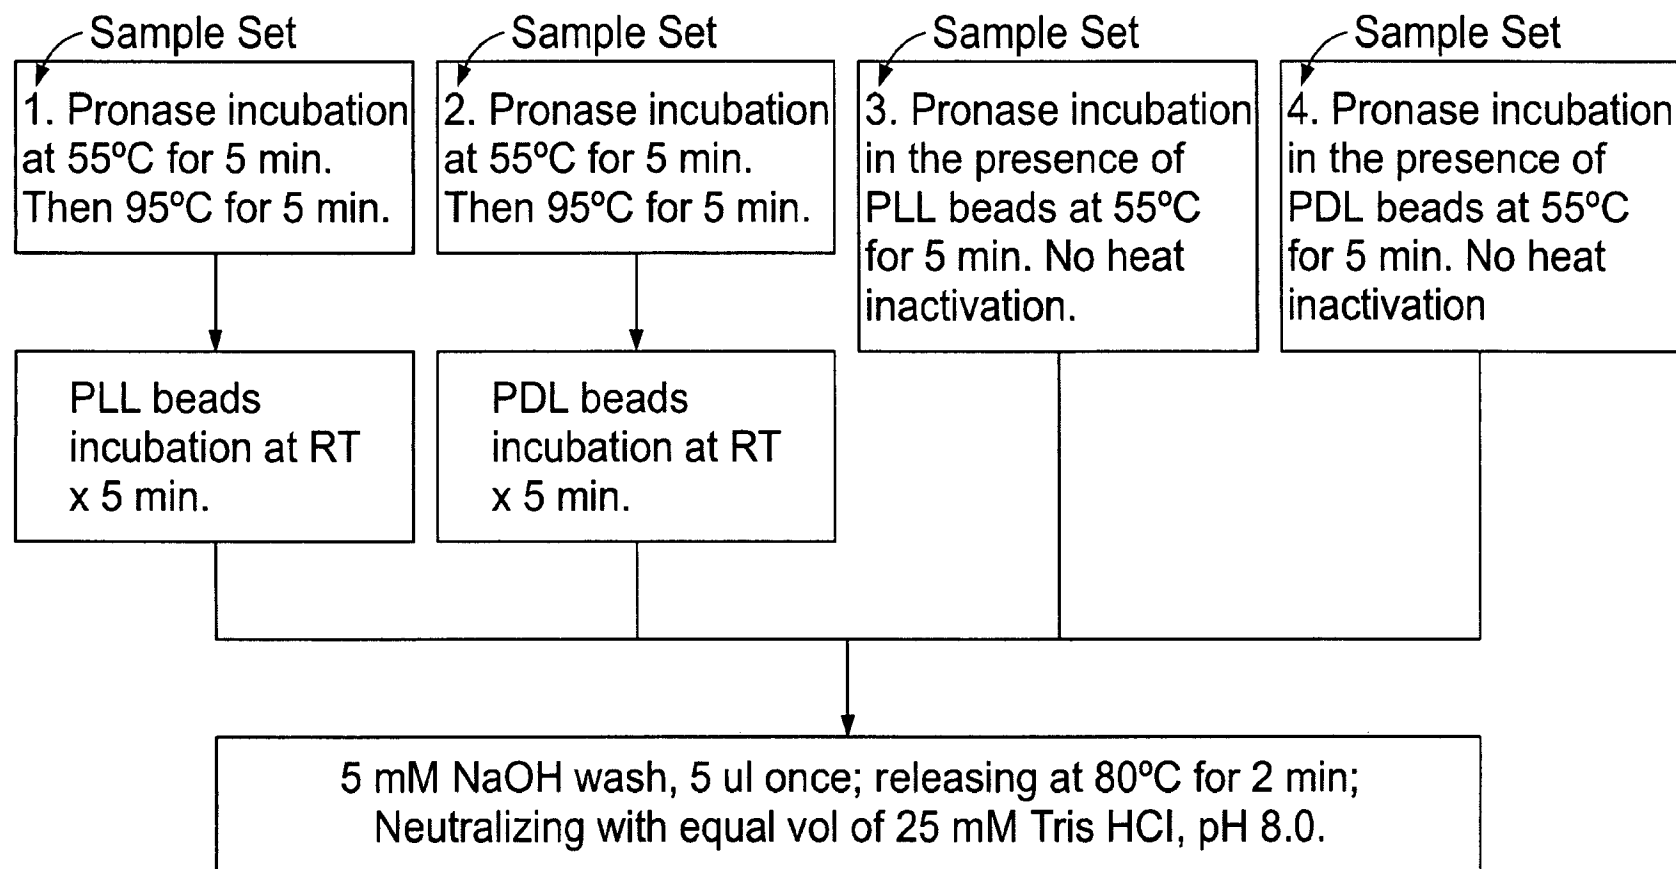 Sample Set
1. Pronase incubation
at 55ºC for 5 min.
Then 95ºC for 5 min.
Sample Set
2. Pronase incubation
at 55ºC for 5 min.
Then 95ºC for 5 min.
Sample Set
3. Pronase incubation
in the presence of
PLL beads at 55ºC
for 5 min. No heat
inactivation.
Sample Set
4. Pronase incubation
in the presence of
PDL beads at 55ºC
for 5 min. No heat
inactivation
PLL beads
incubation at RT
x 5 min.
PDL beads
incubation at RT
x 5 min.
5 mM NaOH wash, 5 ul once; releasing at 80ºC for 2 min;
Neutralizing with equal vol of 25 mM Tris HCl, pH 8.0.